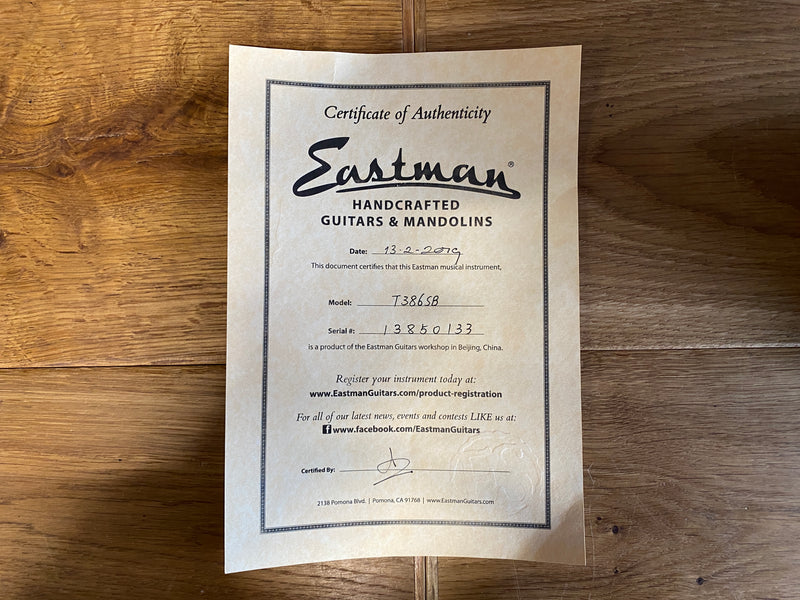 Certificate of Authenticity
Eastman®
HANDCRAFTED
GUITARS & MANDOLINS
Date: 13-2-2019
This document certifies that this Eastman musical instrument,
Model: T386SB
Serial #: 13850133
is a product of the Eastman Guitars workshop in Beijing, China.
Register your instrument today at:
www.EastmanGuitars.com/product-registration
For all of our latest news, events and contests LIKE us at:
f www.facebook.com/EastmanGuitars
Certified By:
2138 Pomona Blvd. | Pomona, CA 91768 | www.EastmanGuitars.com